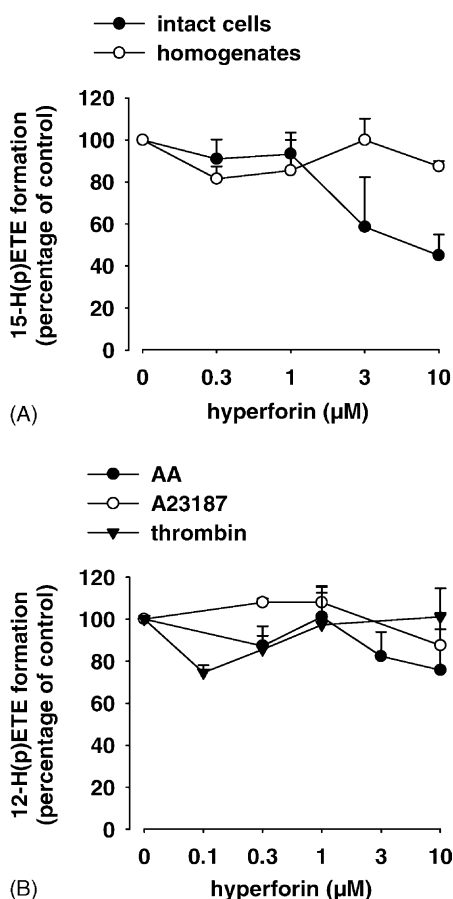 intact cells
homogenates
15-H(p)ETE formation
(percentage of control)
120
100
80
60
40
20
0
0 0.3 1 3 10
hyperforin (µM)
(A)
AA
A23187
thrombin
12-H(p)ETE formation
(percentage of control)
120
100
80
60
40
20
0
0 0.1 0.3 1 3 10
hyperforin (µM)
(B)